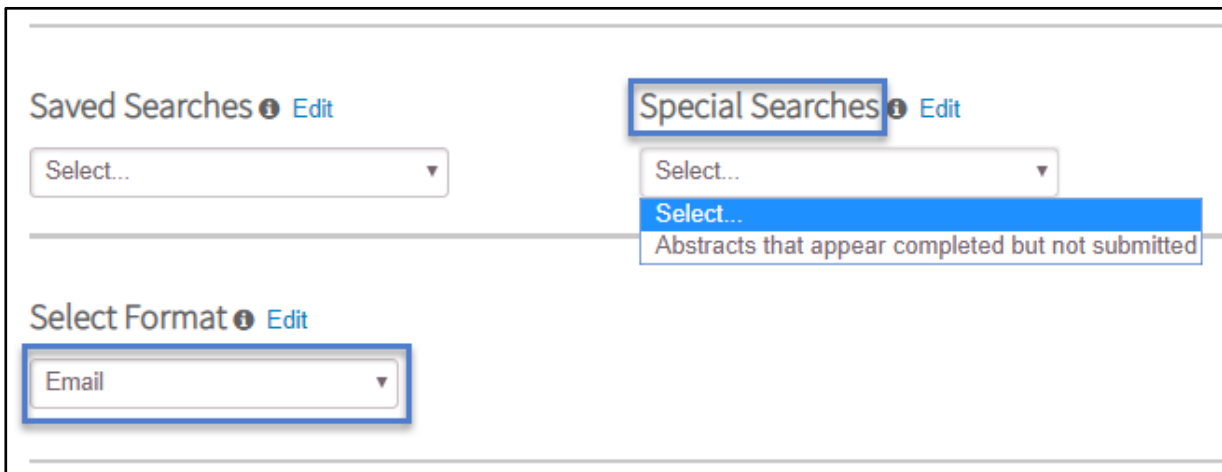 Saved Searches Edit
Special Searches Edit
Select...
Select...
Select...
Abstracts that appear completed but not submitted
Select Format Edit
Email